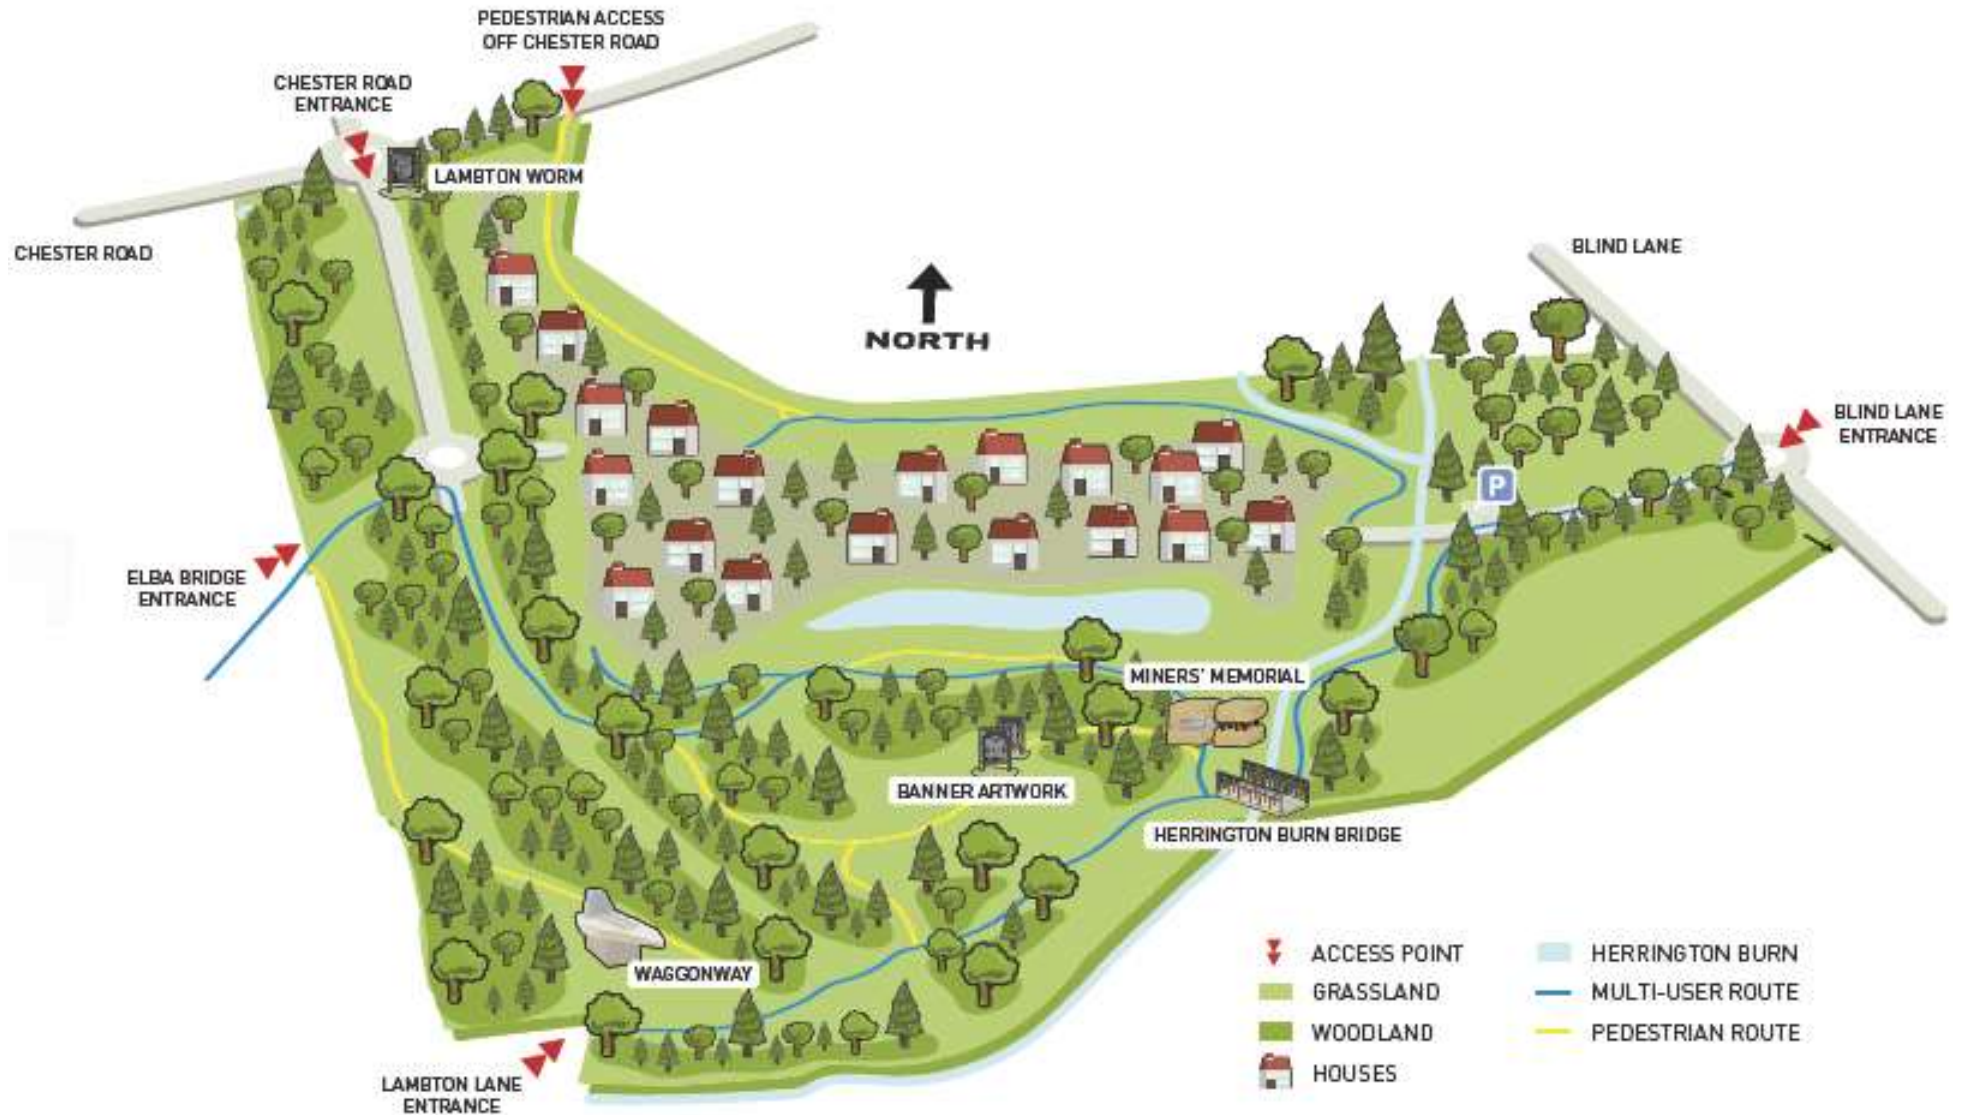 PEDESTRIAN ACCESS
OFF CHESTER ROAD
CHESTER ROAD
ENTRANCE
LAMBTON WORM
CHESTER ROAD
NORTH
BLIND LANE
BLIND LANE
ENTRANCE
P
ELBA BRIDGE
ENTRANCE
MINERS' MEMORIAL
BANNER ARTWORK
HERRINGTON BURN BRIDGE
WAGGONWAY
LAMBTON LANE
ENTRANCE
ACCESS POINT
GRASSLAND
WOODLAND
HOUSES
HERRINGTON BURN
MULTI-USER ROUTE
PEDESTRIAN ROUTE